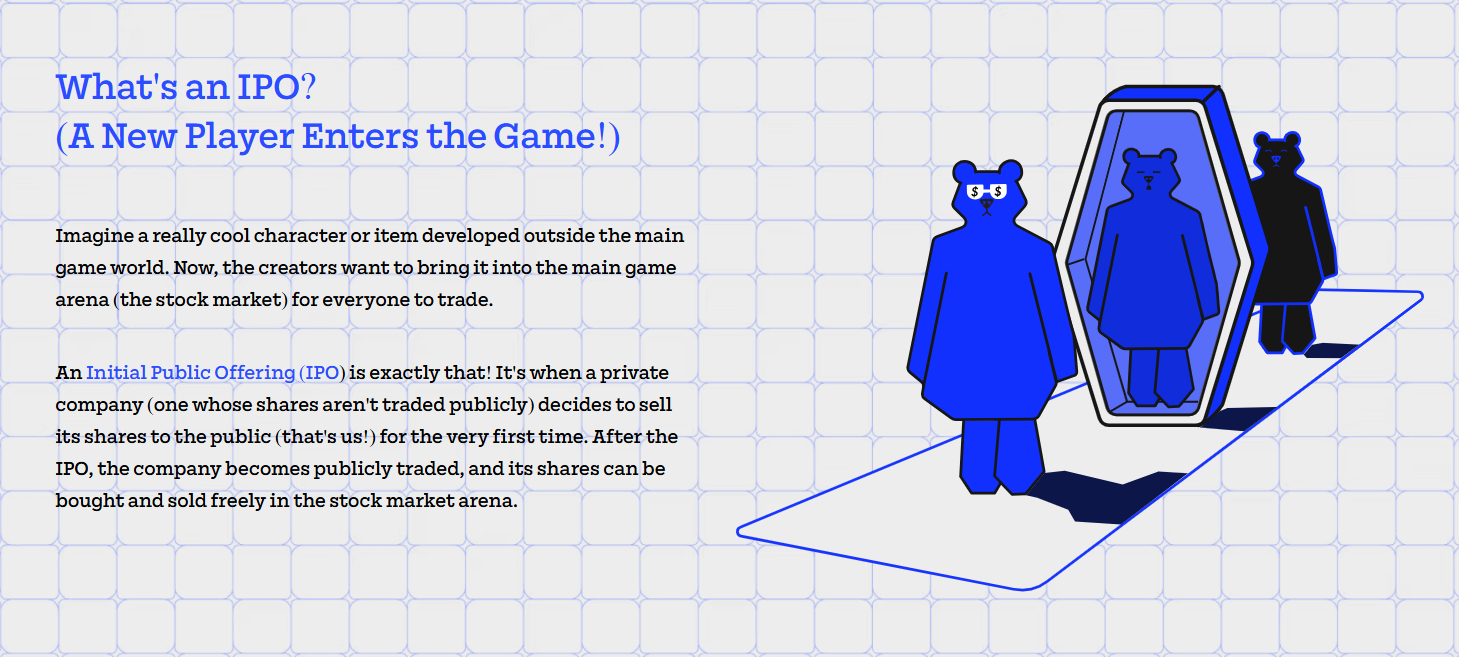 What's an IPO?
(A New Player Enters the Game!)
Imagine a really cool character or item developed outside the main
game world. Now, the creators want to bring it into the main game
arena (the stock market) for everyone to trade.
An Initial Public Offering (IPO) is exactly that! It's when a private
company (one whose shares aren't traded publicly) decides to sell
its shares to the public (that's us!) for the very first time. After the
IPO, the company becomes publicly traded, and its shares can be
bought and sold freely in the stock market arena.
$ $